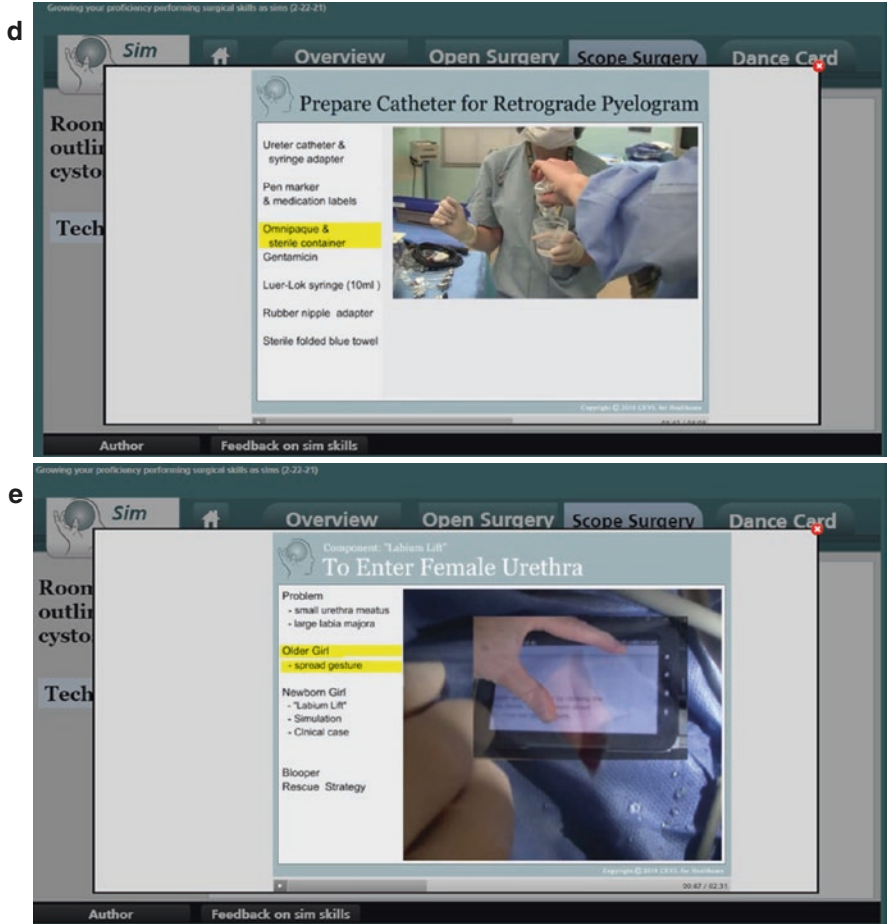 d
Growing your proficiency performing surgical skills as sims (2-22-21)
Sim
Overview
Open Surgery
Scope Surgery
Dance Card
Room
outlin
cysto
Tech
Prepare Catheter for Retrograde Pyelogram
Ureter catheter &
syringe adapter
Pen marker
& medication labels
Omnipaque &
sterile container
Gentamicin
Luer-Lok syringe (10ml )
Rubber nipple adapter
Sterile folded blue towel
for Healthcare
Author
Feedback on sim skills
e
Growing your proficiency performing surgical skills as sims (2-22-21)
Sim
Overview
Open Surgery
Scope Surgery
Dance Card
Room
outlin
cysto
Tech
Component: "Labium Lift"
To Enter Female Urethra
Problem
- small urethra meatus
- large labia majora
Older Girl
- spread gesture
Newborn Girl
- "Labium Lift"
- Simulation
- Clinical case
Blooper
Rescue Strategy
for Healthcare
00:47 / 02:31
Author
Feedback on sim skills